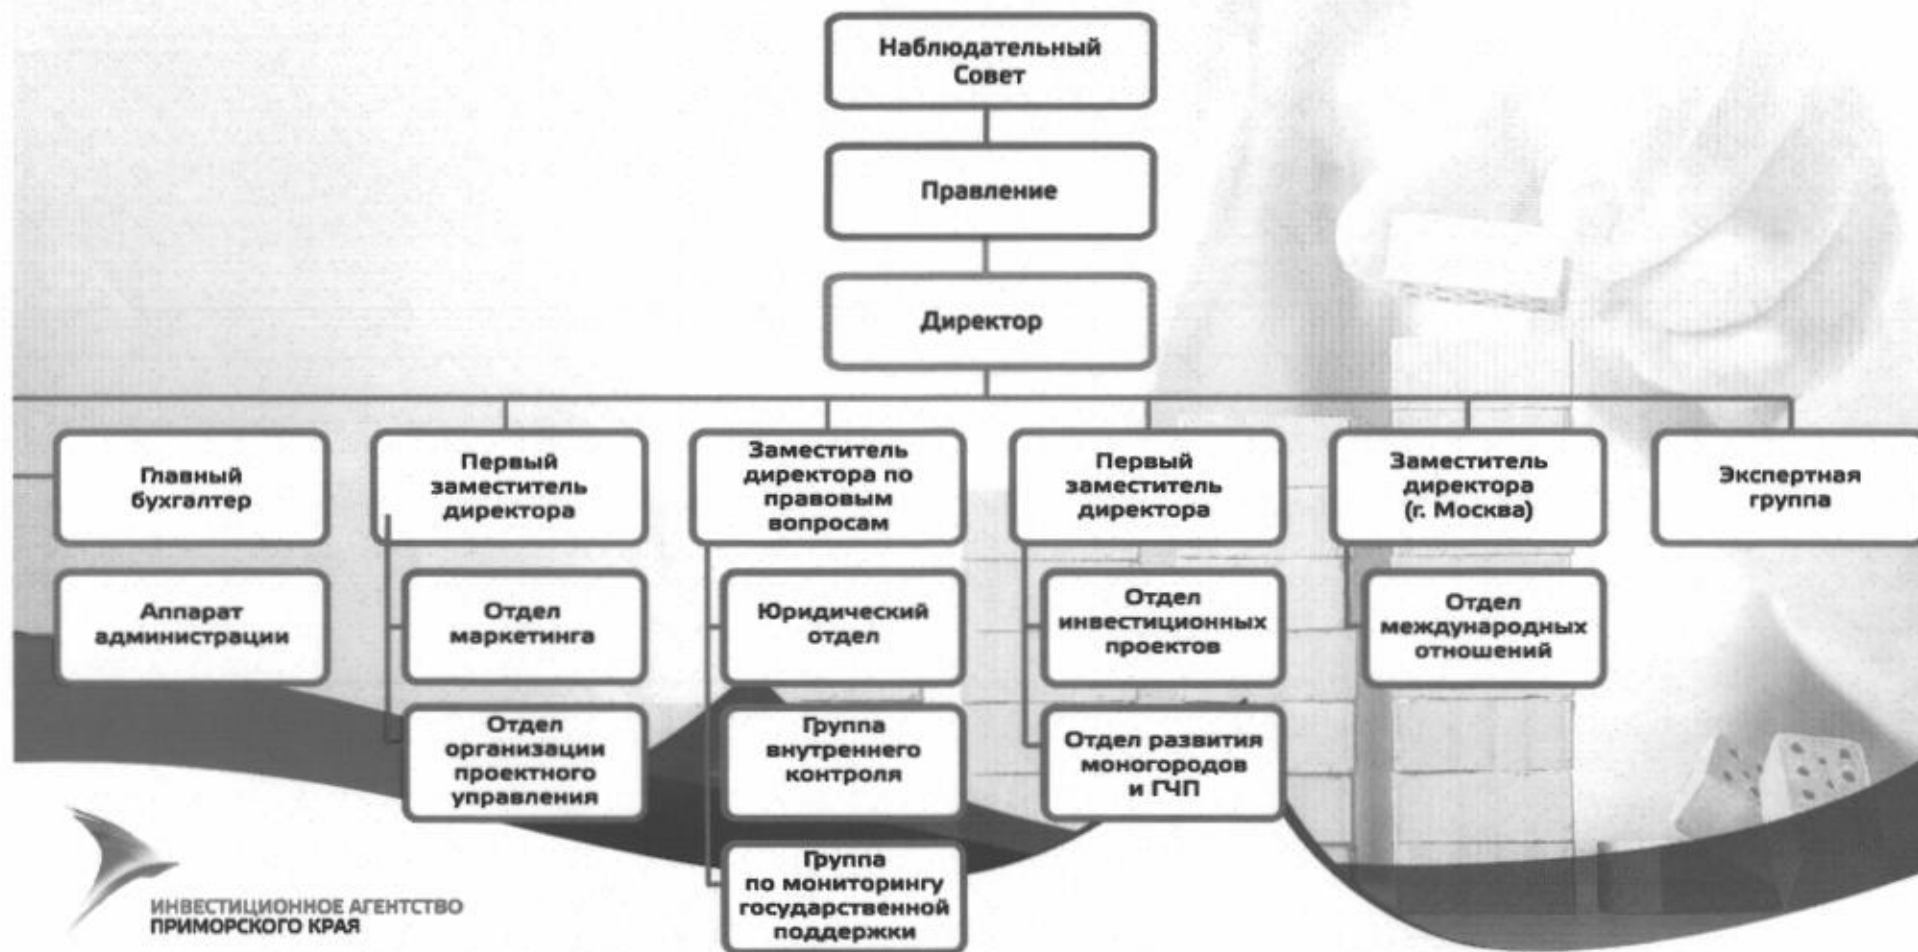 Наблюдательный
Совет
Правление
Директор
Главный
бухгалтер
Первый
заместитель
директора
Заместитель
директора по
правовым
вопросам
Первый
заместитель
директора
Заместитель
директора
(г. Москва)
Экспертная
группа
Аппарат
администрации
Отдел
маркетинга
Юридический
отдел
Отдел
инвестиционных
проектов
Отдел
международных
отношений
Отдел
организации
проектного
управления
Группа
внутреннего
контроля
Отдел развития
моногородов
и ГЧП
Группа
по мониторингу
государственной
поддержки
ИНВЕСТИЦИОННОЕ АГЕНТСТВО
ПРИМОРСКОГО КРАЯ